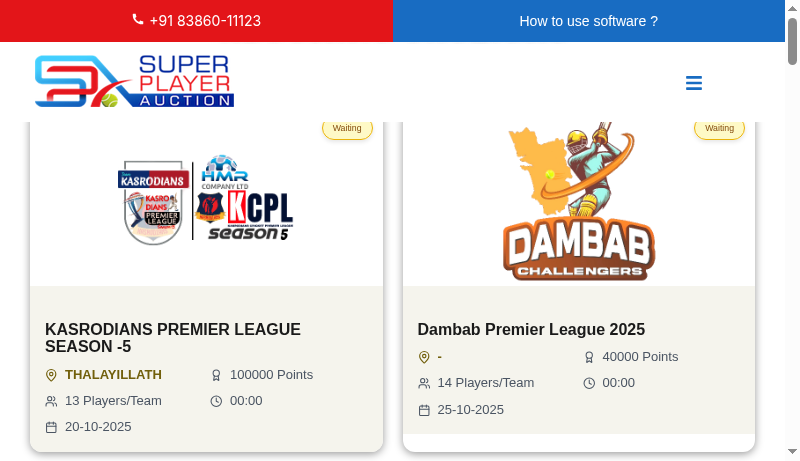 +91 83860-11123
How to use software ?
SUPER
PLAYER
AUCTION
Waiting
KASRODIANS
HMR
COMPANY LTD
KASRO
DIANS
PREMIER
LEAGUE
KCPL
season 5
KASRODIANS PREMIER LEAGUE
SEASON -5
THALAYILLATH
100000 Points
13 Players/Team
00:00
20-10-2025
Waiting
DAMBAB
CHALLENGERS
Dambab Premier League 2025
-
40000 Points
14 Players/Team
00:00
25-10-2025